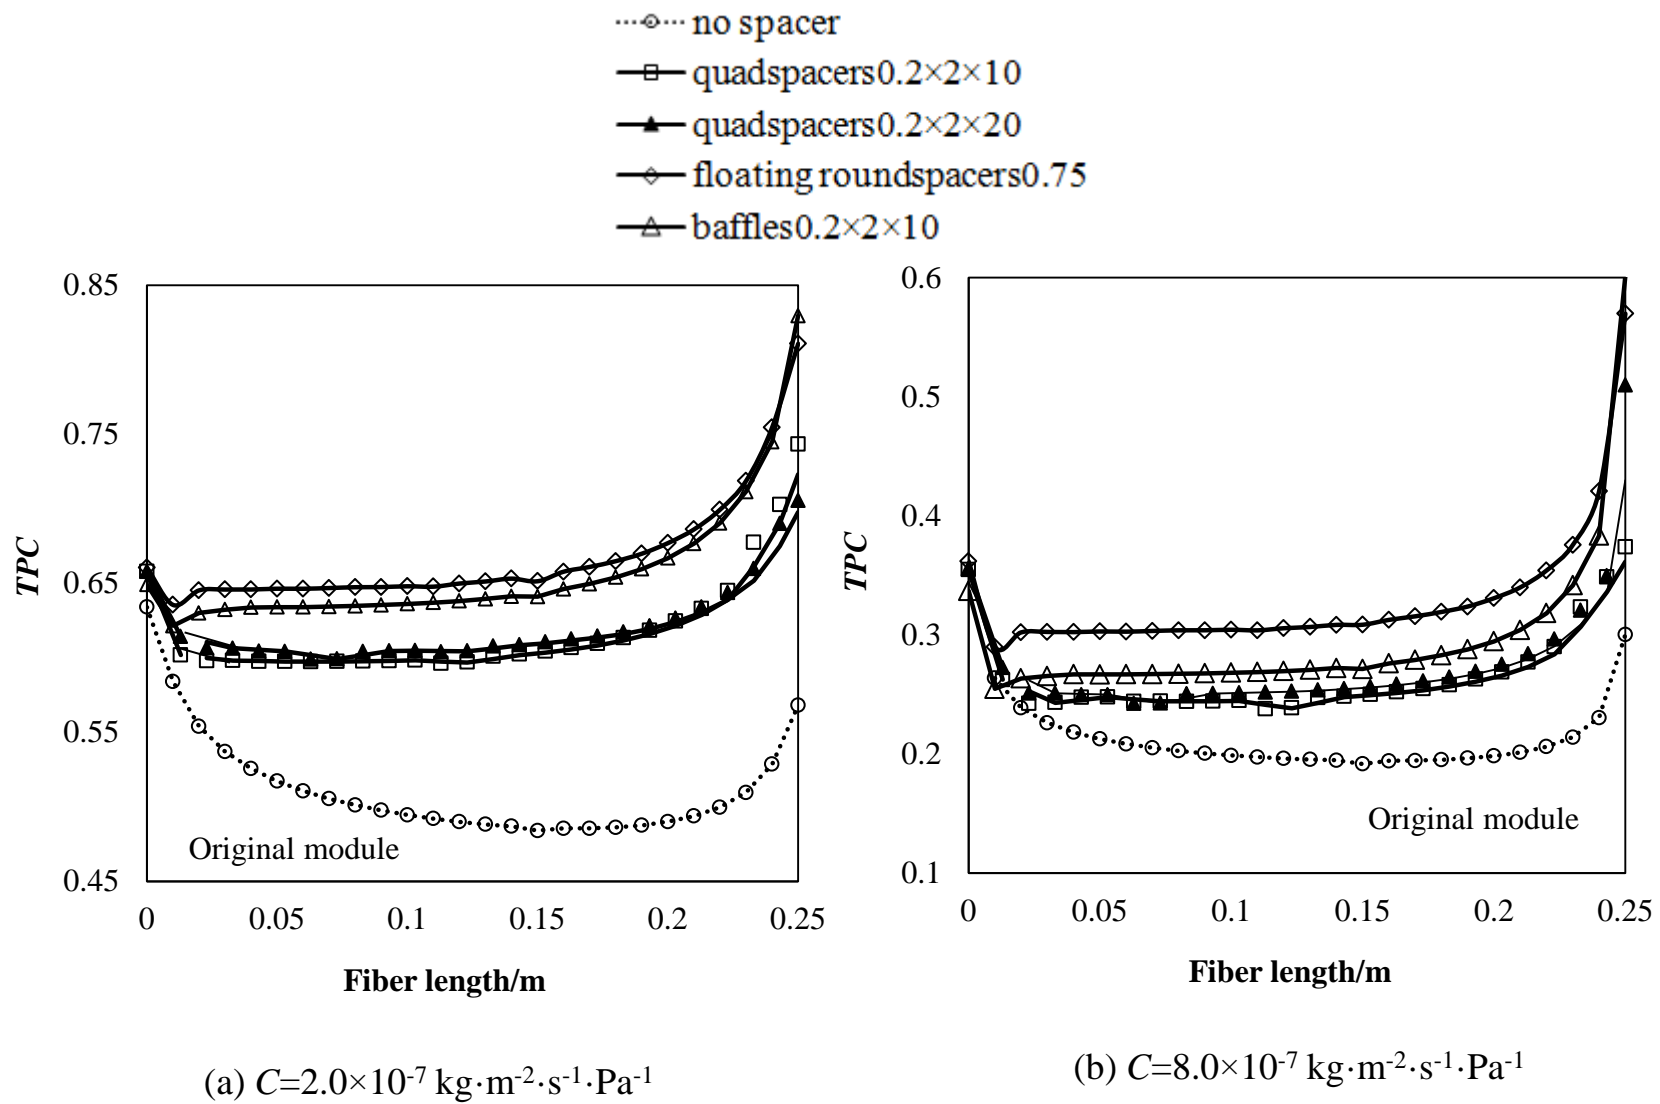 no spacer
quadspacers0.2×2×10
quadspacers0.2×2×20
floating roundspacers0.75
baffles0.2×2×10
0.85
0.75
0.65
0.55
0.45
TPC
Original module
0
0.05
0.1
0.15
0.2
0.25
Fiber length/m
(a) C=2.0×10-7 kg·m-2·s-1·Pa-1
0.6
0.5
0.4
0.3
0.2
0.1
TPC
Original module
0
0.05
0.1
0.15
0.2
0.25
Fiber length/m
(b) C=8.0×10-7 kg·m-2·s-1·Pa-1